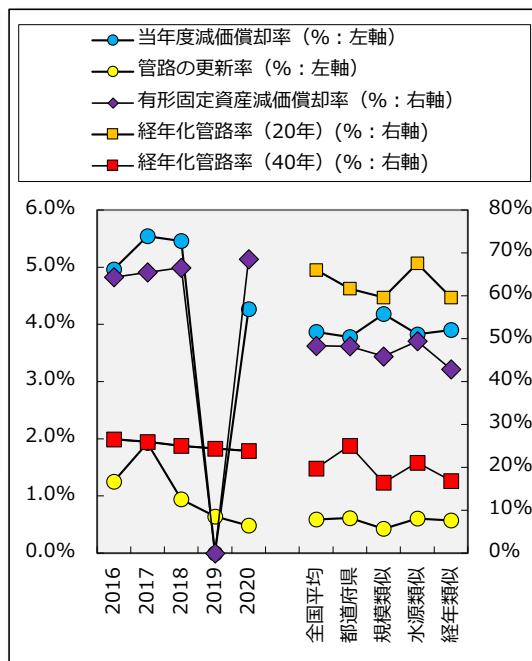 当年度減価償却率（%：左軸）
管路の更新率（%：左軸）
有形固定資産減価償却率（%：右軸）
経年化管路率（20年）(%：右軸)
経年化管路率（40年）(%：右軸)
6.0%
5.0%
4.0%
3.0%
2.0%
1.0%
0.0%
80%
70%
60%
50%
40%
30%
20%
10%
0%
2016
2017
2018
2019
2020
全国平均
都道府県
規模類似
水源類似
経年類似